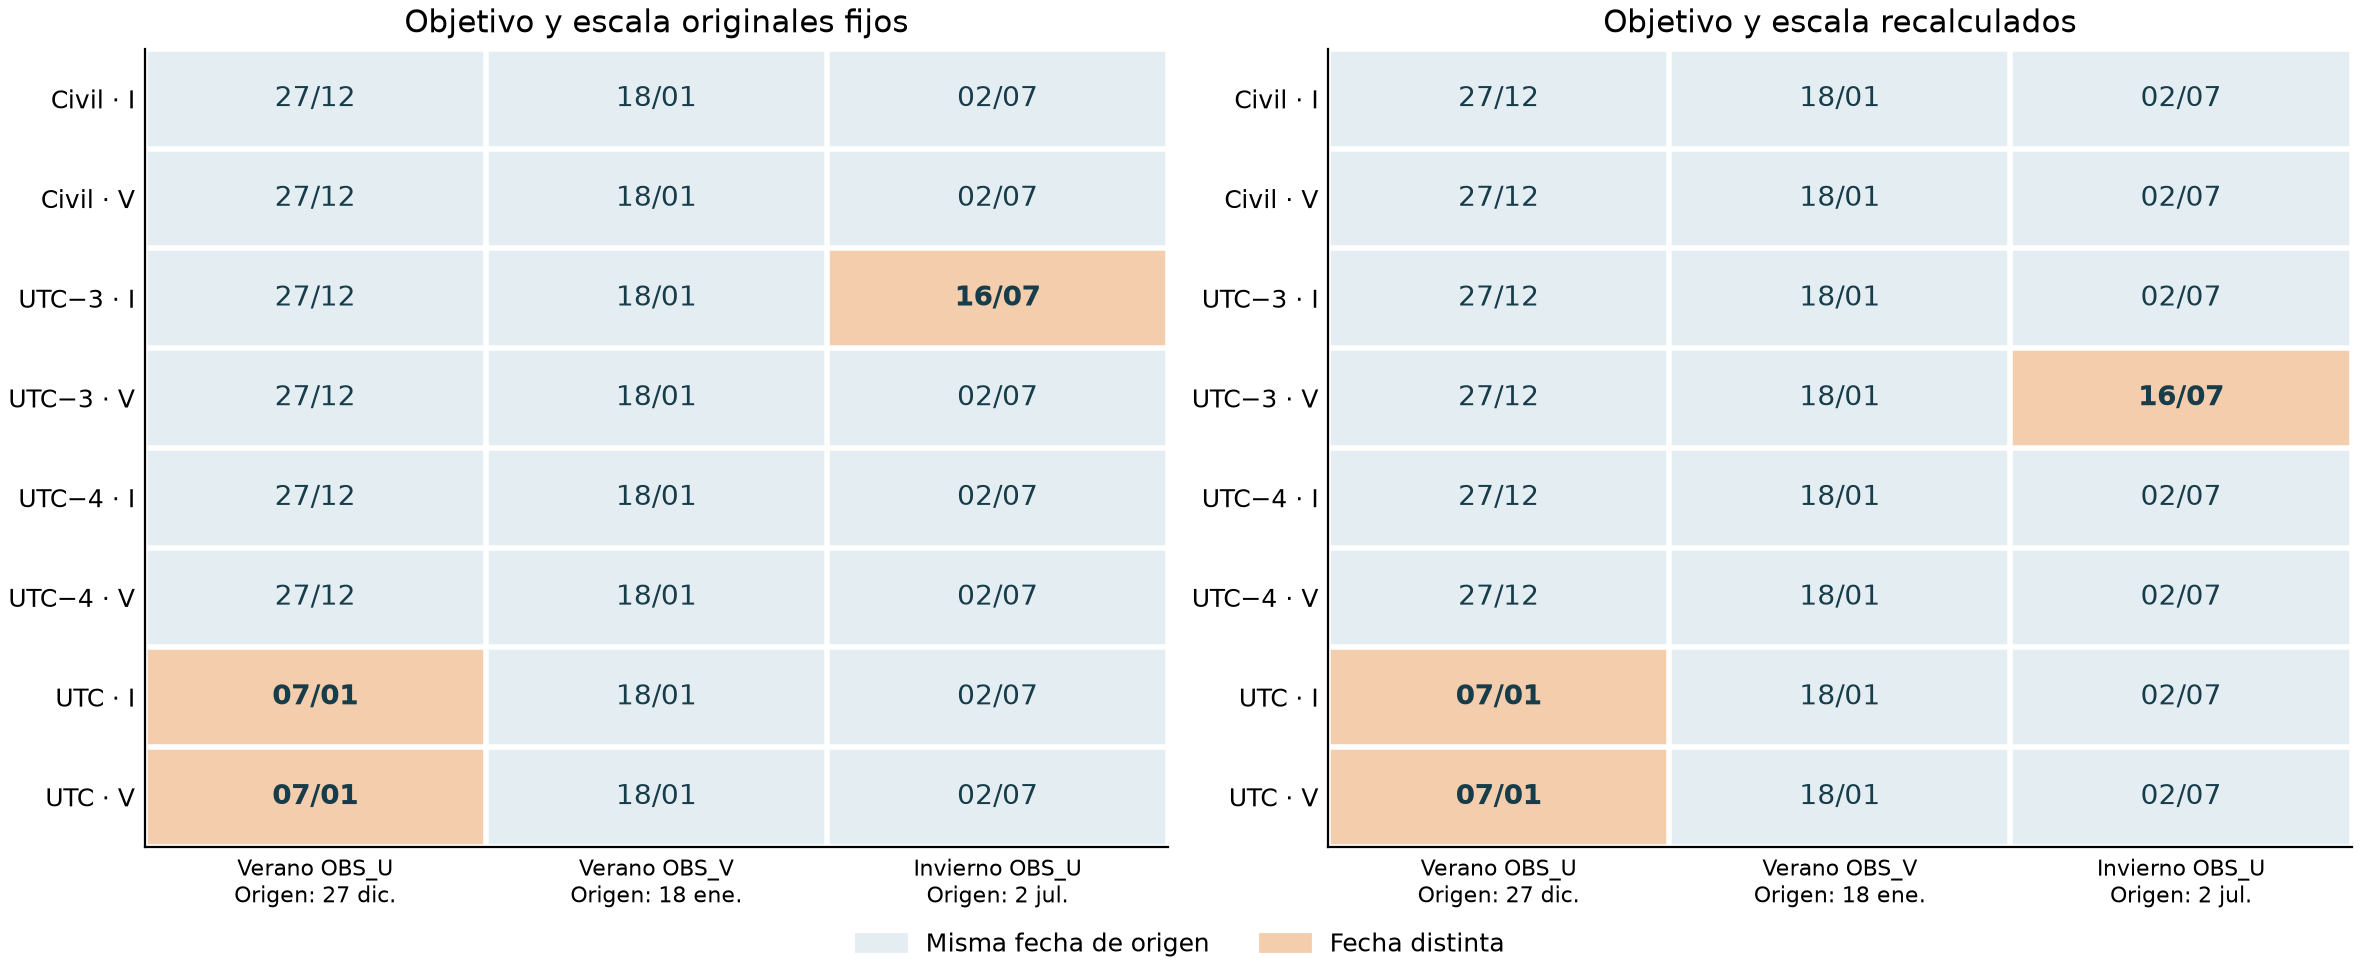 Objetivo y escala originales fijos
Civil · I 27/12 18/01 02/07
Civil · V 27/12 18/01 02/07
UTC−3 · I 27/12 18/01 16/07
UTC−3 · V 27/12 18/01 02/07
UTC−4 · I 27/12 18/01 02/07
UTC−4 · V 27/12 18/01 02/07
UTC · I 07/01 18/01 02/07
UTC · V 07/01 18/01 02/07
Verano OBS_U Verano OBS_V Invierno OBS_U
Origen: 27 dic. Origen: 18 ene. Origen: 2 jul.
Objetivo y escala recalculados
Civil · I 27/12 18/01 02/07
Civil · V 27/12 18/01 02/07
UTC−3 · I 27/12 18/01 02/07
UTC−3 · V 27/12 18/01 16/07
UTC−4 · I 27/12 18/01 02/07
UTC−4 · V 27/12 18/01 02/07
UTC · I 07/01 18/01 02/07
UTC · V 07/01 18/01 02/07
Verano OBS_U Verano OBS_V Invierno OBS_U
Origen: 27 dic. Origen: 18 ene. Origen: 2 jul.
Misma fecha de origen Fecha distinta